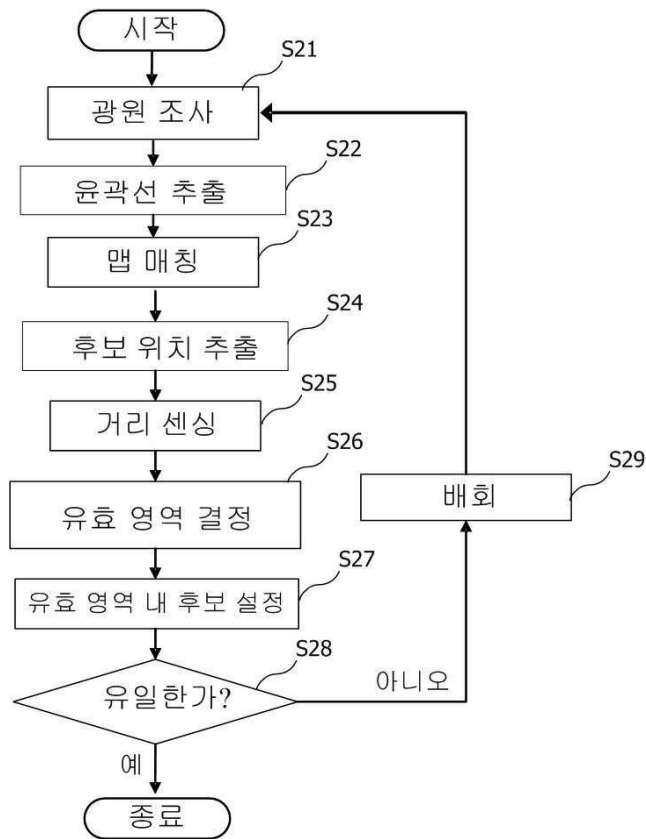 시작
S21
광원 조사
S22
윤곽선 추출
S23
맵 매칭
S24
후보 위치 추출
S25
거리 센싱
S26
유효 영역 결정
S29
배회
S27
유효 영역 내 후보 설정
S28
유일한가?
아니오
예
종료